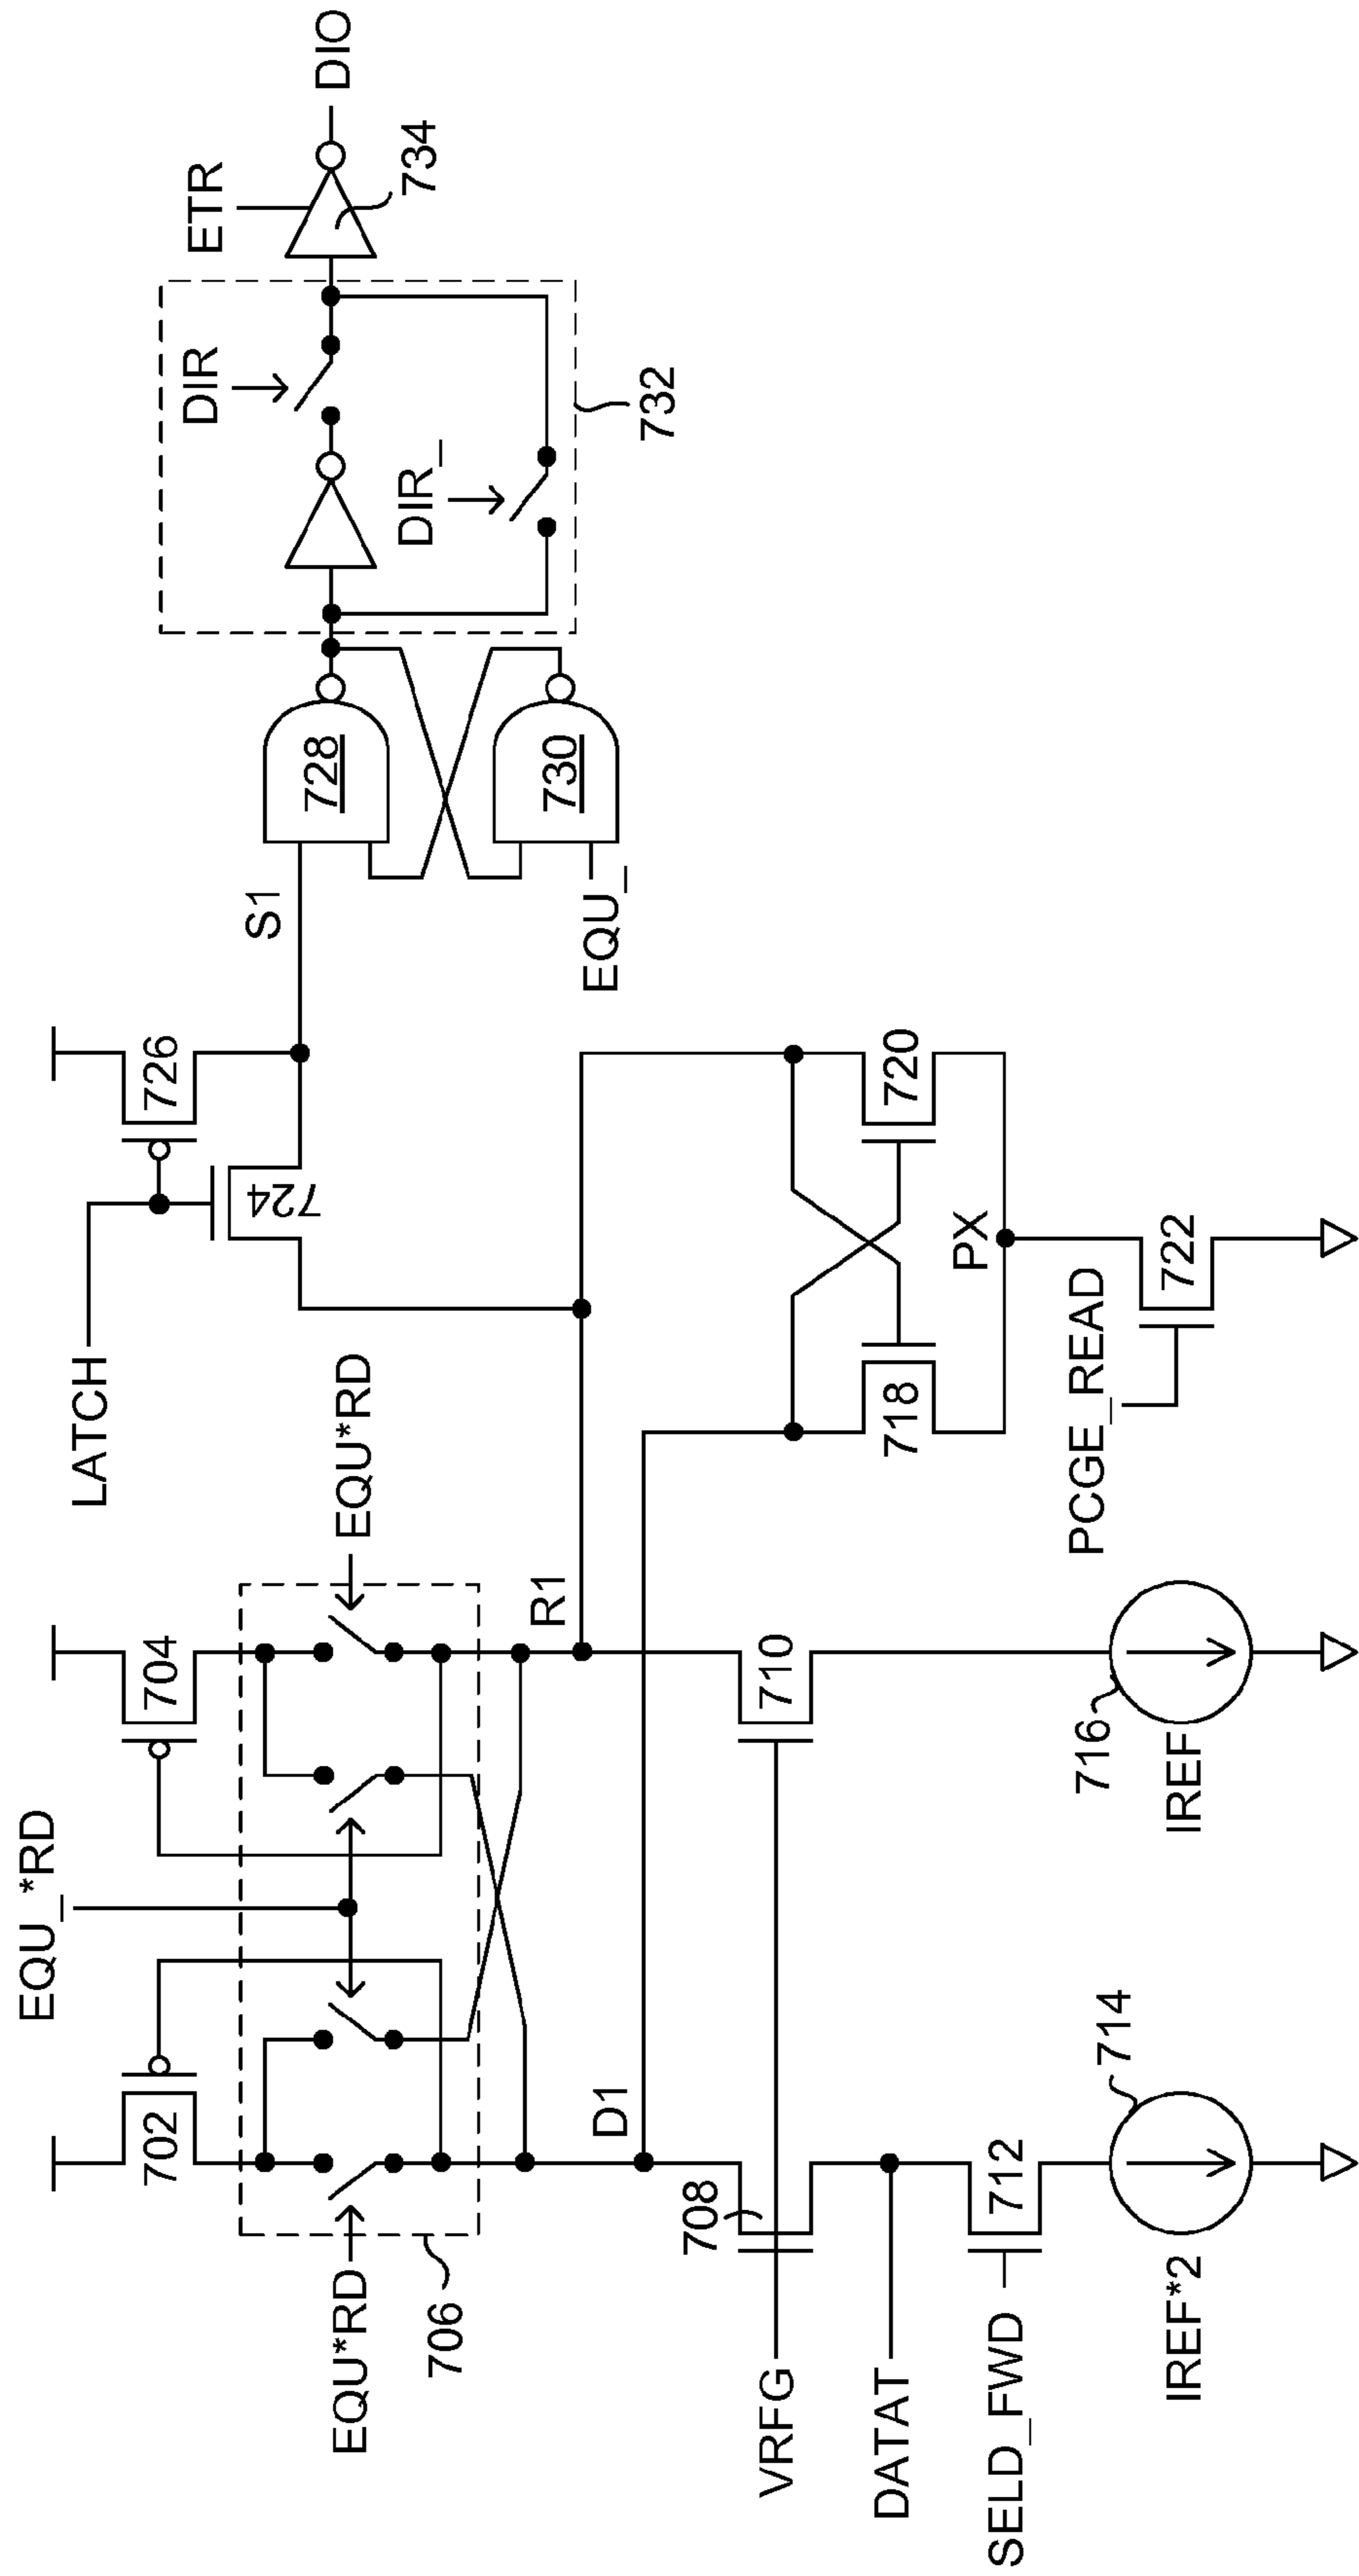 EQU_*RD
LATCH
702
704
726
EQU*RD
706
EQU*RD
724
S1
728
730
EQU_
DIR
DIR_
732
ETR
734
DIO
D1
R1
VRFG
708
710
DATAT
718
720
PX
SELD_FWD
712
PCGE_READ
722
IREF*2
714
716
IREF